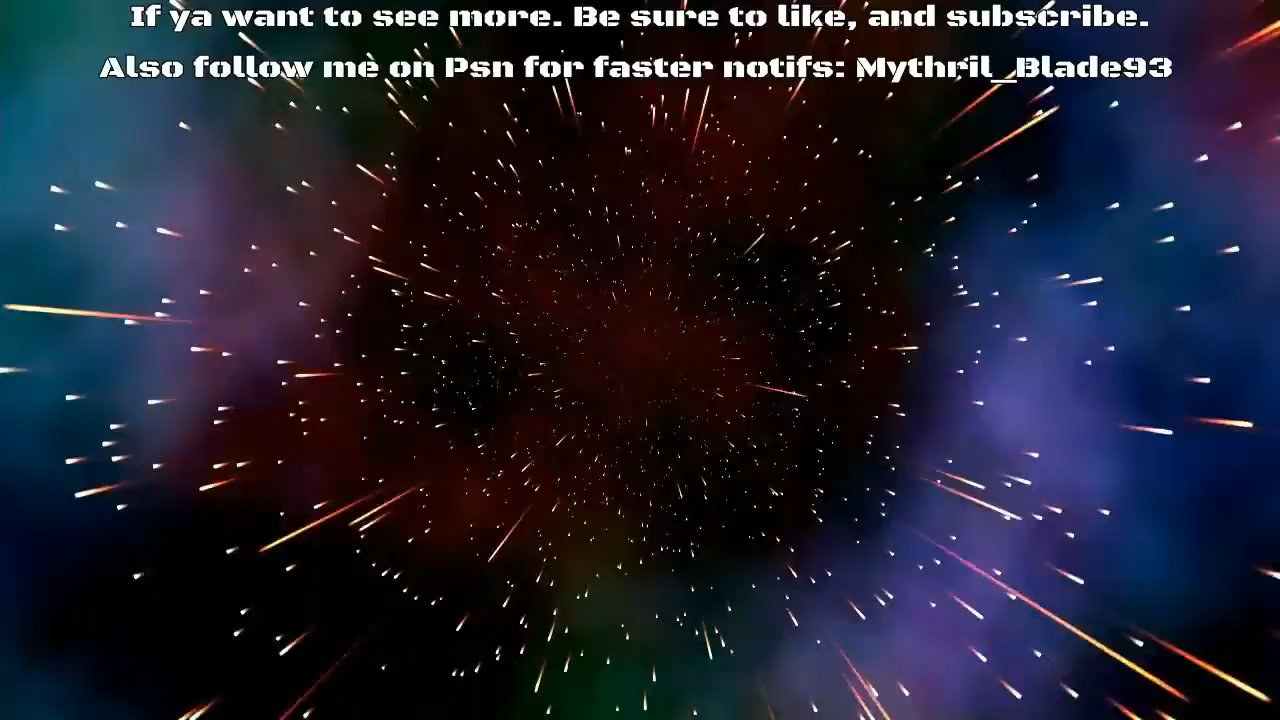 If ya want to see more. Be sure to like, and subscribe.
Also follow me on Psn for faster notifs: Mythril_Blade93